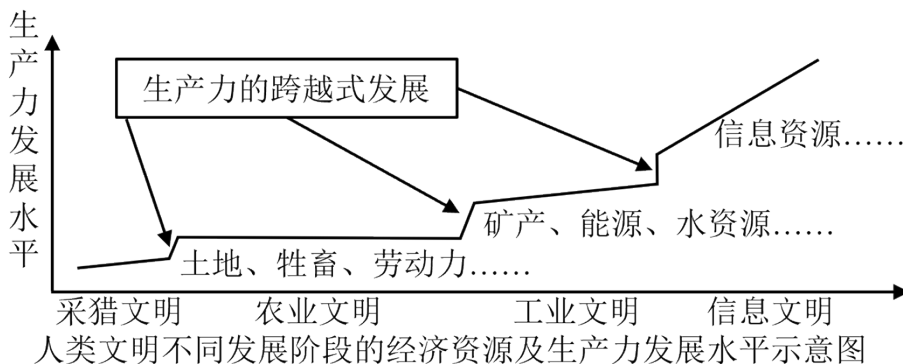 生产力发展水平
生产力的跨越式发展
信息资源……
矿产、能源、水资源……
土地、牲畜、劳动力……
采猎文明 农业文明 工业文明 信息文明
人类文明不同发展阶段的经济资源及生产力发展水平示意图